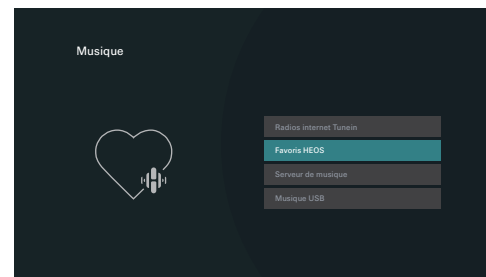 Musique
Radios internet Tunein
Favoris HEOS
Serveur de musique
Musique USB